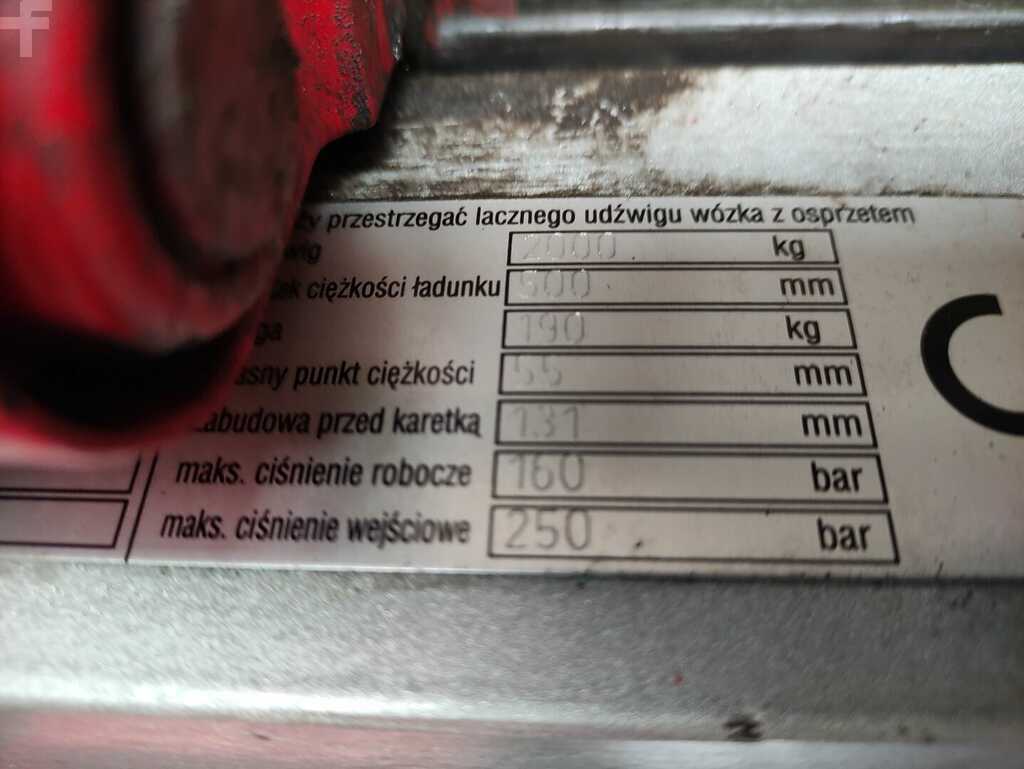 przestrzegać lacznego udźwigu wózka z osprzetem
2000 kg
ciężkości ładunku 500 mm
190 kg
punkt ciężkości 55 mm
zabudowa przed karetką 131 mm
maks. ciśnienie robocze 160 bar
maks. ciśnienie wejściowe 250 bar